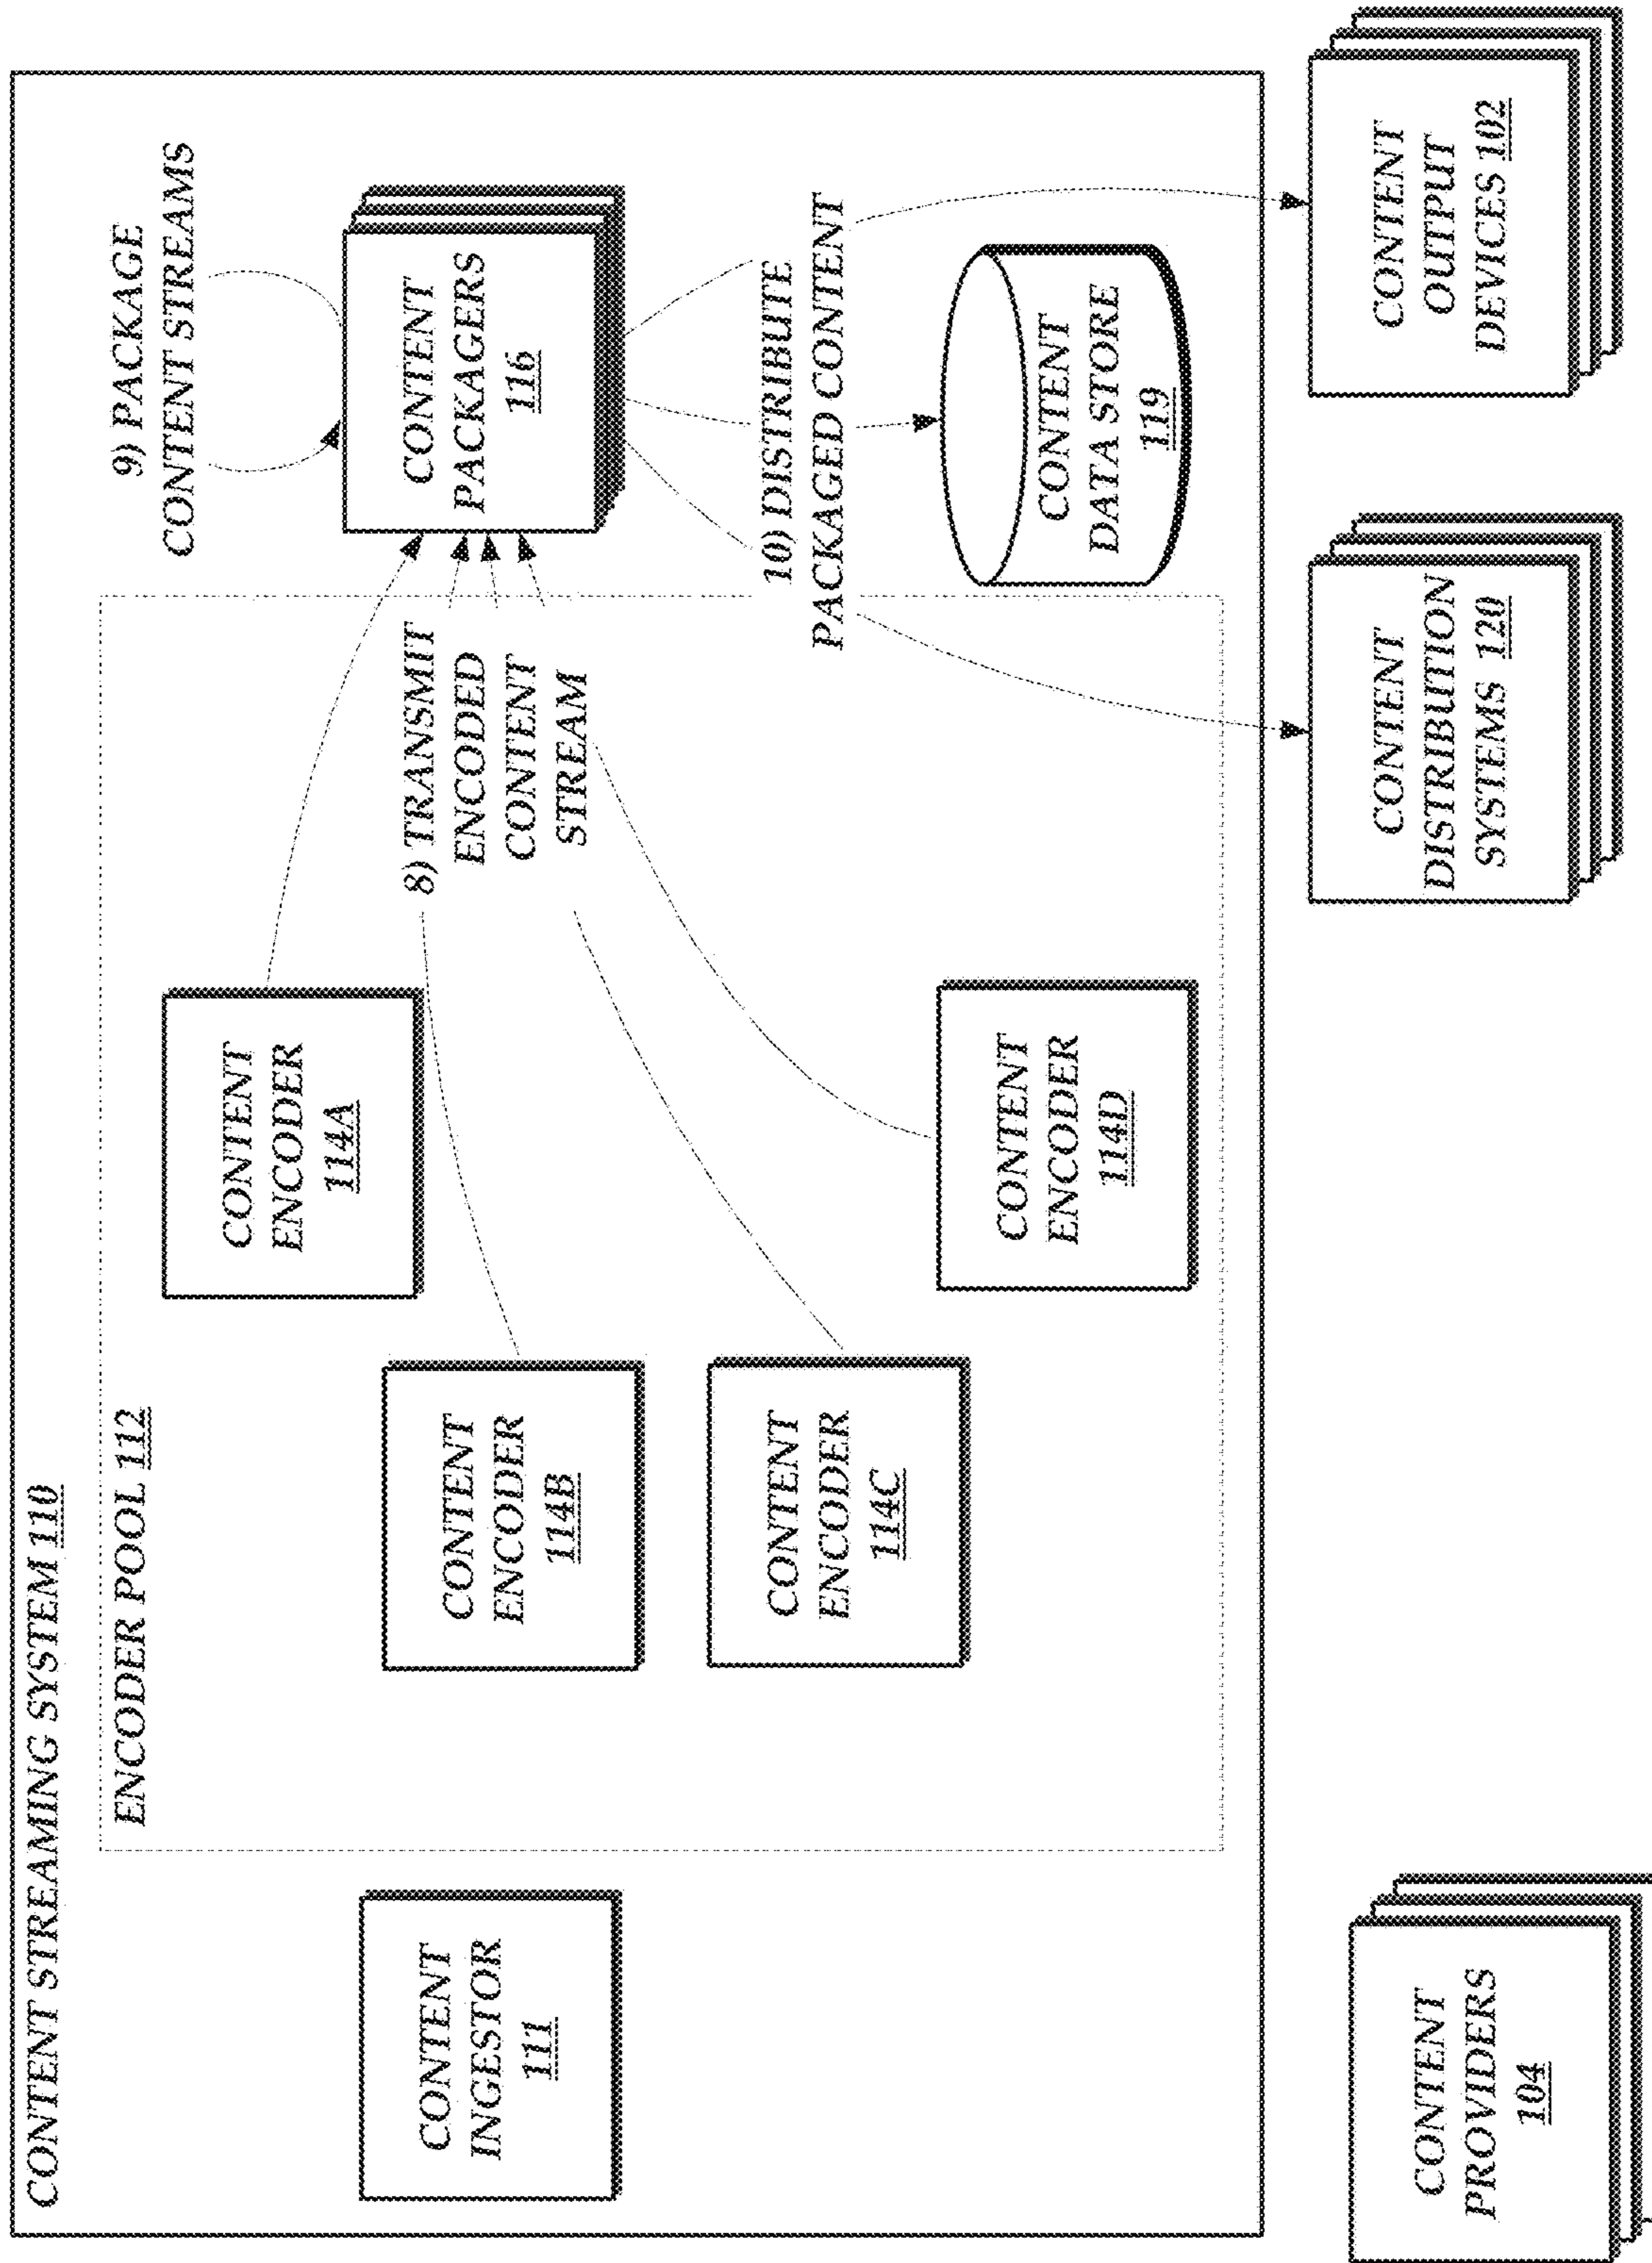 CONTENT STREAMING SYSTEM 110
ENCODER POOL 112
9) PACKAGE
CONTENT STREAMS
CONTENT
INGESTOR
111
CONTENT
ENCODER
114A
CONTENT
ENCODER
114B
CONTENT
ENCODER
114C
CONTENT
ENCODER
114D
8) TRANSMIT
ENCODED
CONTENT
STREAM
CONTENT
PACKAGERS
116
10) DISTRIBUTE
PACKAGED CONTENT
CONTENT
DATA STORE
119
CONTENT
PROVIDERS
104
CONTENT
DISTRIBUTION
SYSTEMS 120
CONTENT
OUTPUT
DEVICES 102